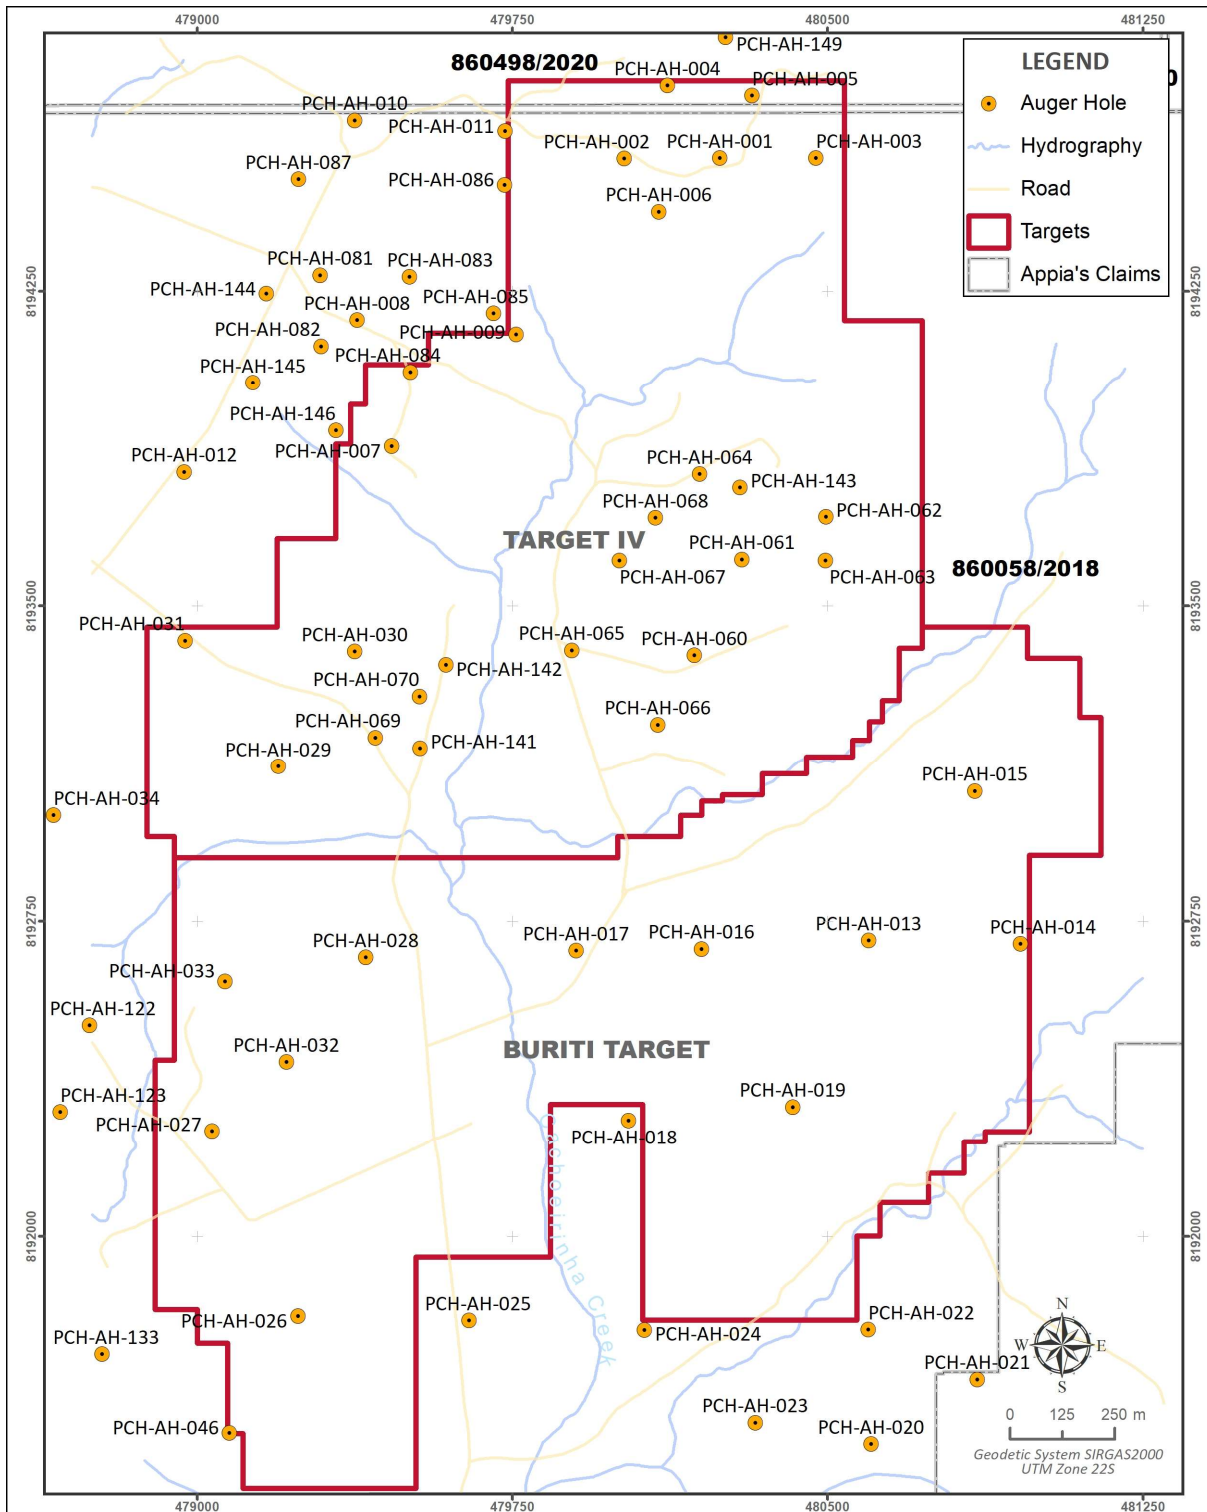 479000
479750
480500
481250
860498/2020
PCH-AH-149
PCH-AH-004
PCH-AH-005
LEGEND
0
Auger Hole
Hydrography
Road
Targets
Appia's Claims
PCH-AH-010
PCH-AH-011
PCH-AH-002
PCH-AH-001
PCH-AH-003
PCH-AH-087
PCH-AH-086
PCH-AH-006
PCH-AH-081
PCH-AH-083
8194250
8194250
PCH-AH-144
PCH-AH-008
PCH-AH-085
PCH-AH-082
PCH-AH-009
PCH-AH-084
PCH-AH-145
PCH-AH-146
PCH-AH-007
PCH-AH-012
PCH-AH-064
PCH-AH-143
PCH-AH-068
PCH-AH-062
TARGET IV
PCH-AH-061
PCH-AH-067
PCH-AH-063
860058/2018
8193500
8193500
PCH-AH-031
PCH-AH-030
PCH-AH-065
PCH-AH-060
PCH-AH-142
PCH-AH-070
PCH-AH-066
PCH-AH-069
PCH-AH-141
PCH-AH-029
PCH-AH-015
PCH-AH-034
8192750
8192750
PCH-AH-028
PCH-AH-017
PCH-AH-016
PCH-AH-013
PCH-AH-014
PCH-AH-033
PCH-AH-122
PCH-AH-032
BURITI TARGET
PCH-AH-123
PCH-AH-027
PCH-AH-019
PCH-AH-018
Cachoeirinha Creek
8192000
8192000
PCH-AH-026
PCH-AH-025
PCH-AH-024
PCH-AH-022
PCH-AH-133
PCH-AH-021
N
W
E
S
PCH-AH-046
PCH-AH-023
PCH-AH-020
0 125 250 m
Geodetic System SIRGAS2000
UTM Zone 22S
479000
479750
480500
481250